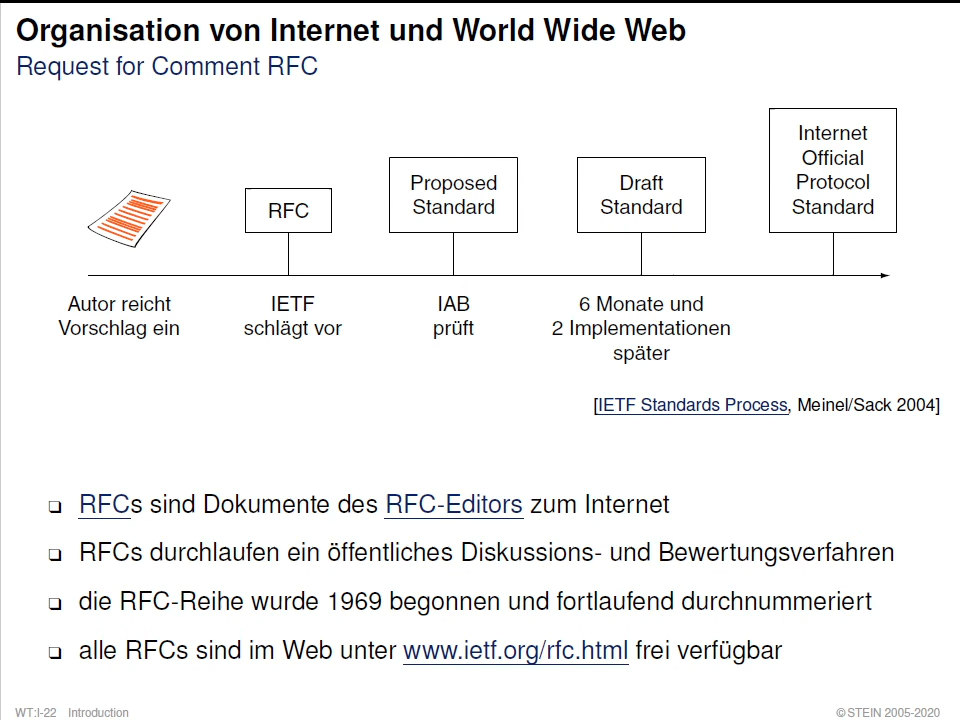 Organisation von Internet und World Wide Web
Request for Comment RFC
RFC
Proposed
Standard
Draft
Standard
Internet
Official
Protocol
Standard
Autor reicht
Vorschlag ein
IETF
schlägt vor
IAB
prüft
6 Monate und
2 Implementationen
später
[IETF Standards Process, Meinel/Sack 2004]
❑ RFCs sind Dokumente des RFC-Editors zum Internet
❑ RFCs durchlaufen ein öffentliches Diskussions- und Bewertungsverfahren
❑ die RFC-Reihe wurde 1969 begonnen und fortlaufend durchnummeriert
❑ alle RFCs sind im Web unter www.ietf.org/rfc.html frei verfügbar
WT:I-22 Introduction
©STEIN 2005-2020